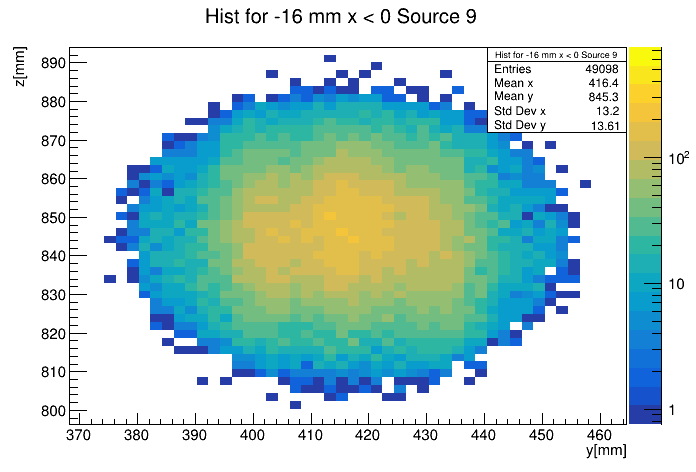 Hist for -16 mm x < 0 Source 9
z[mm]
890
880
870
860
850
840
830
820
810
800
Hist for -16 mm x < 0 Source 9
Entries 49098
Mean x 416.4
Mean y 845.3
Std Dev x 13.2
Std Dev y 13.61
10²
10
1
370 380 390 400 410 420 430 440 450 460
y[mm]